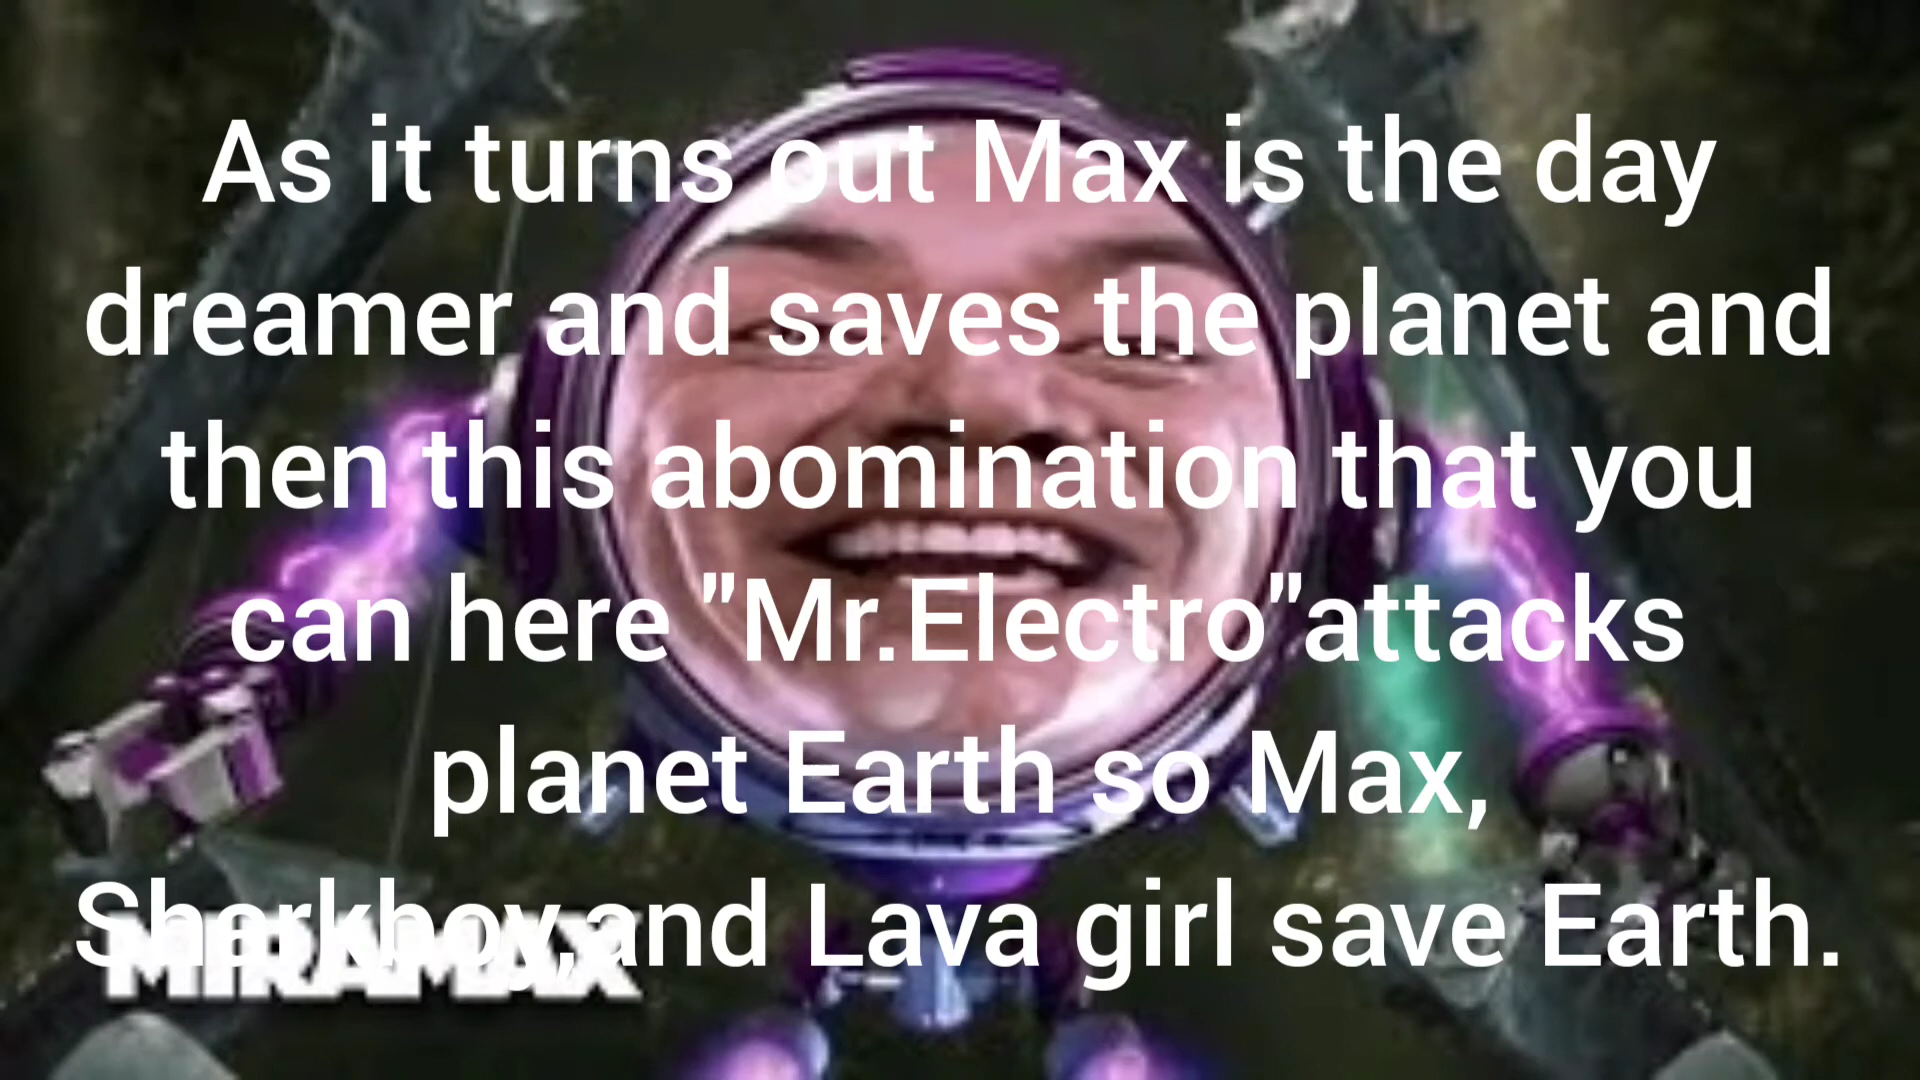 As it turns out Max is the day
dreamer and saves the planet and
then this abomination that you
can here "Mr.Electro"attacks
planet Earth so Max,
Sharkboy,and Lava girl save Earth.
MIRAMAX